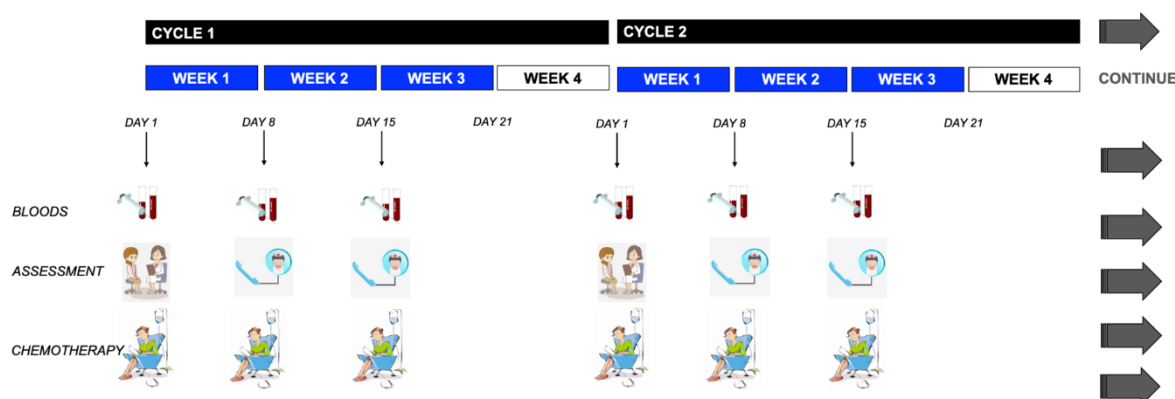 CYCLE 1 CYCLE 2
WEEK 1 WEEK 2 WEEK 3 WEEK 4 WEEK 1 WEEK 2 WEEK 3 WEEK 4 CONTINUE
DAY 1 DAY 8 DAY 15 DAY 21 DAY 1 DAY 8 DAY 15 DAY 21
BLOODS
ASSESSMENT
CHEMOTHERAPY